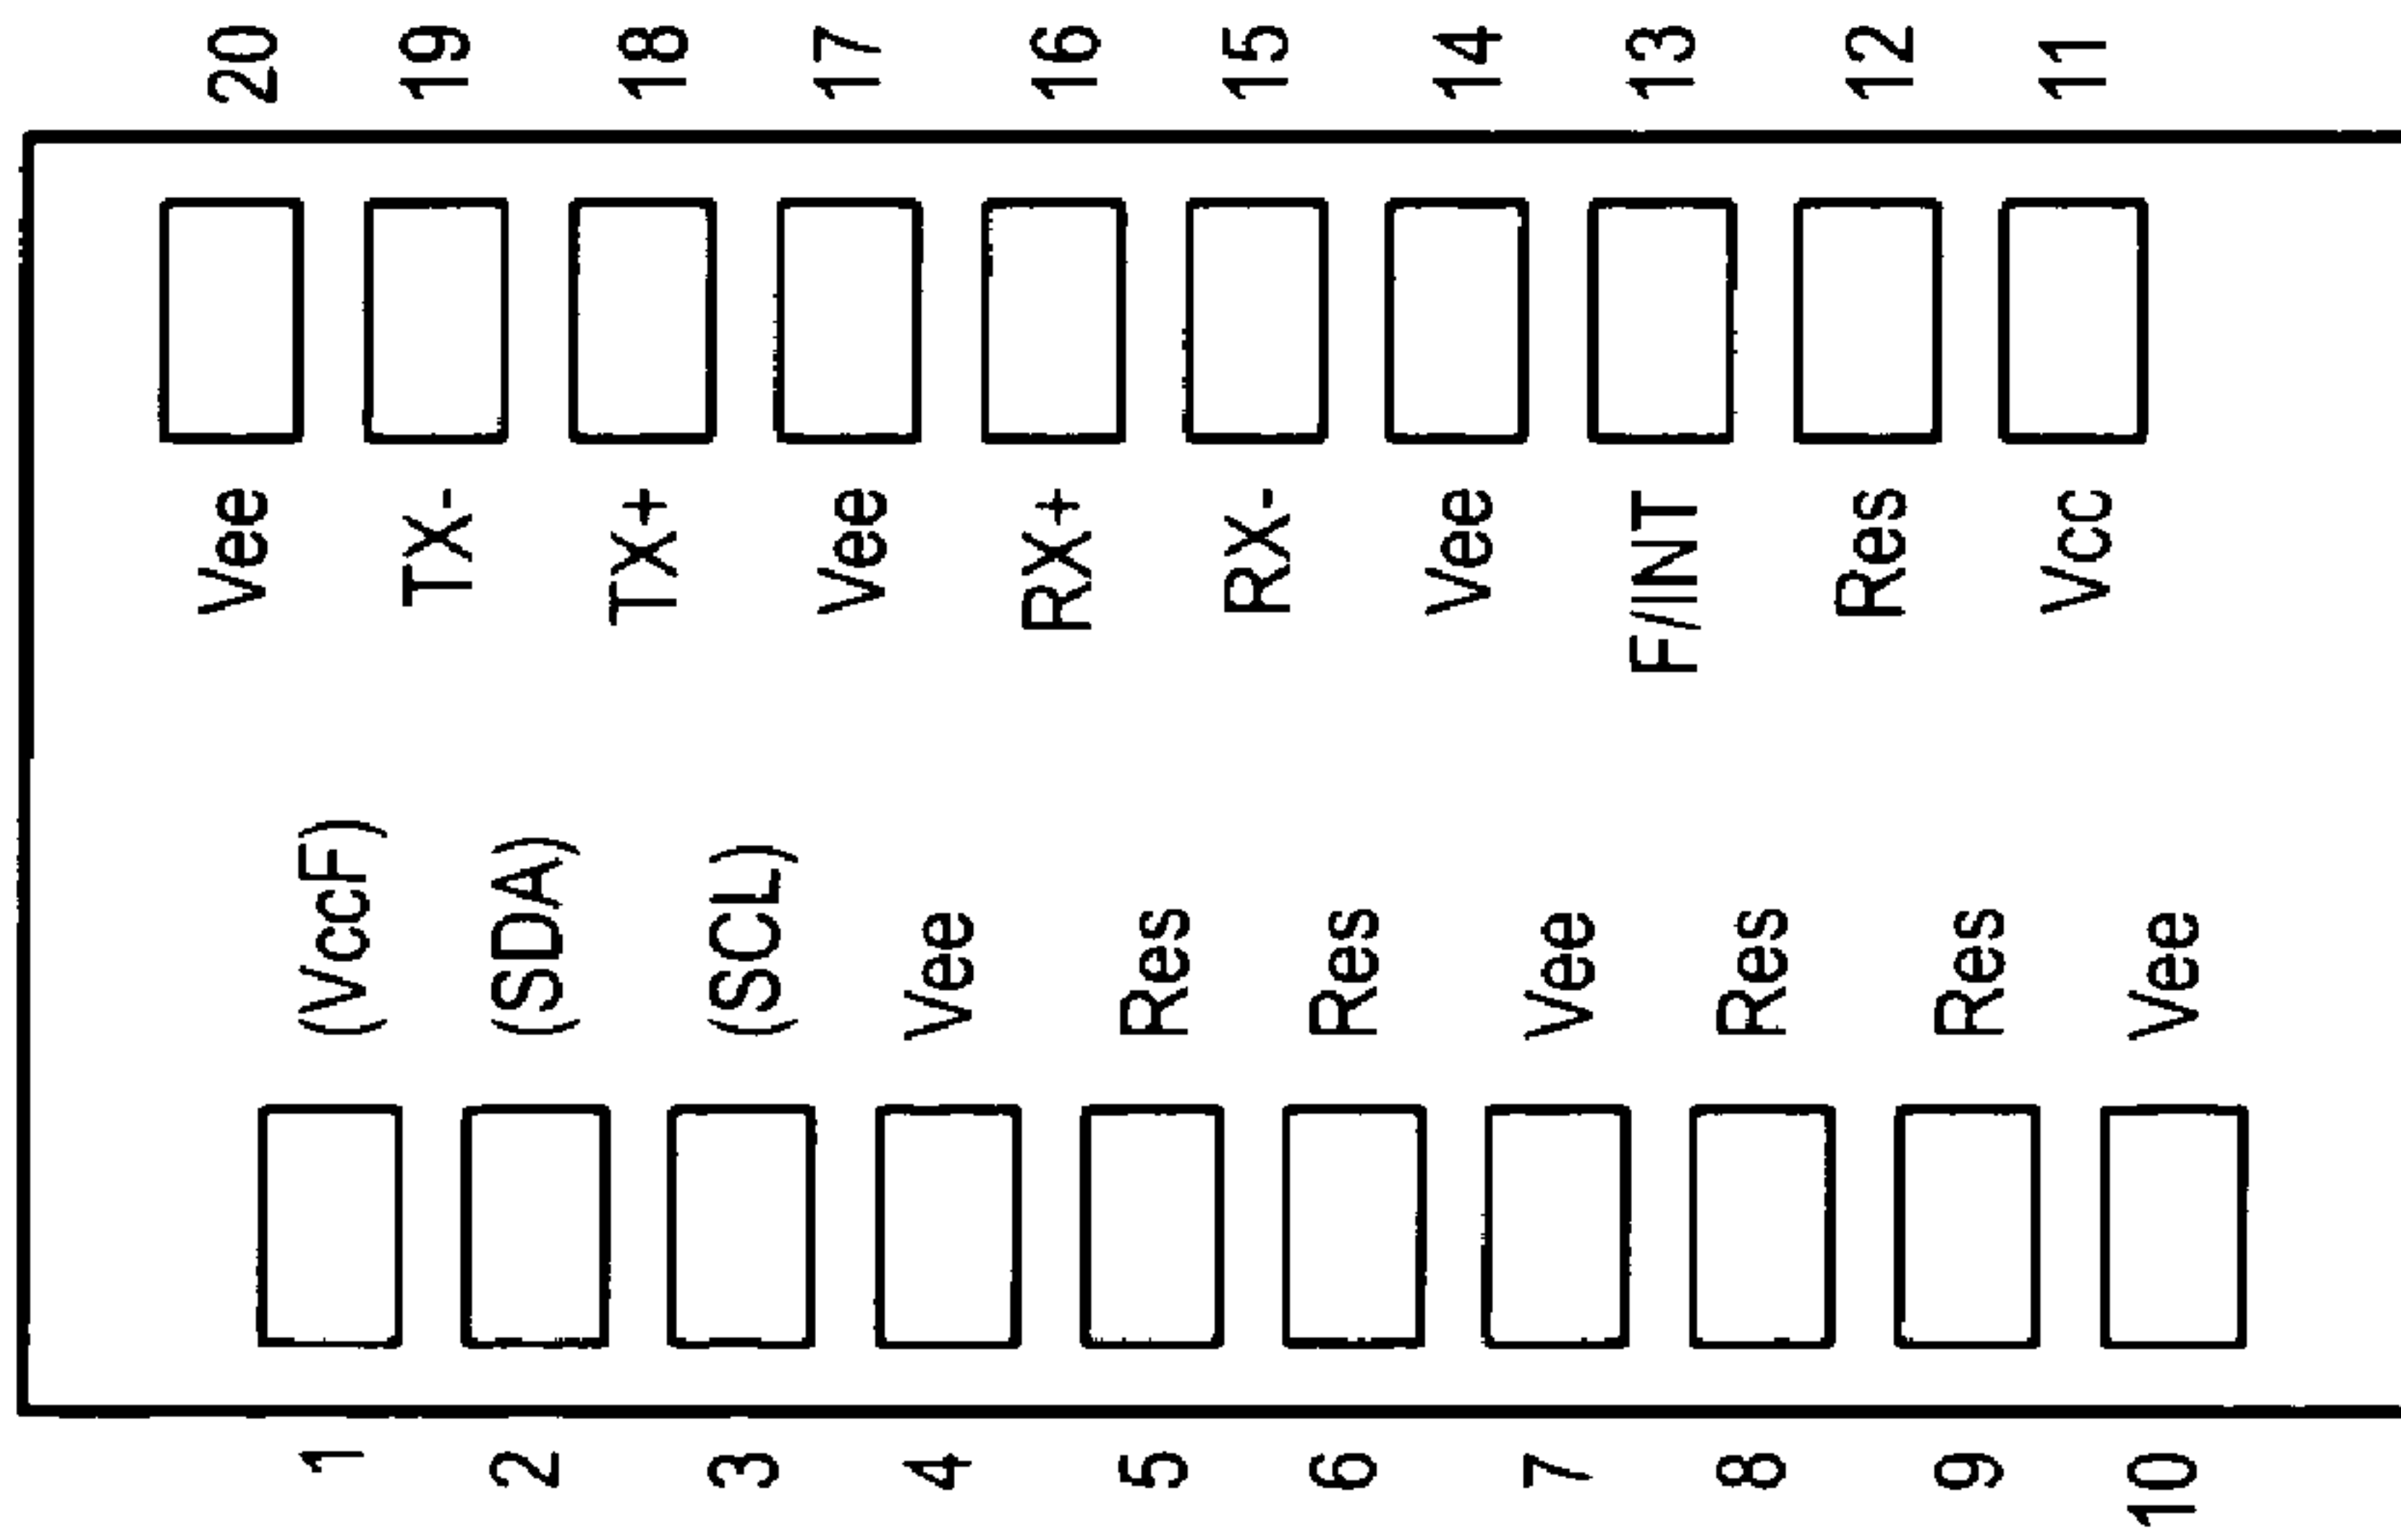 20 19 18 17 16 15 14 13 12 11
Vee TX- TX+ Vee RX+ RX- Vee F/INT Res Vcc
(VccF) (SDA) (SCL) Vee Res Res Vee Res Res Vee
1 2 3 4 5 6 7 8 9 10